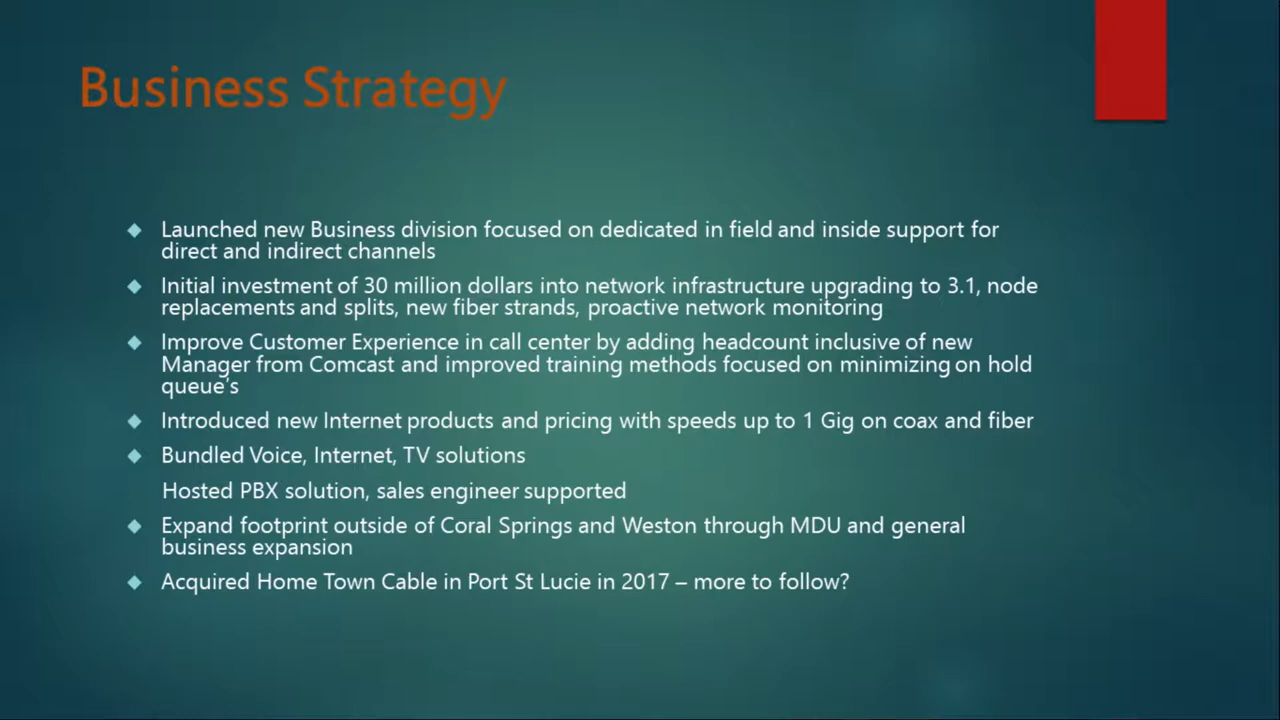 Business Strategy
Launched new Business division focused on dedicated in field and inside support for
direct and indirect channels
Initial investment of 30 million dollars into network infrastructure upgrading to 3.1, node
replacements and splits, new fiber strands, proactive network monitoring
Improve Customer Experience in call center by adding headcount inclusive of new
Manager from Comcast and improved training methods focused on minimizing on hold
queue's
Introduced new Internet products and pricing with speeds up to 1 Gig on coax and fiber
Bundled Voice, Internet, TV solutions
Hosted PBX solution, sales engineer supported
Expand footprint outside of Coral Springs and Weston through MDU and general
business expansion
Acquired Home Town Cable in Port St Lucie in 2017 – more to follow?